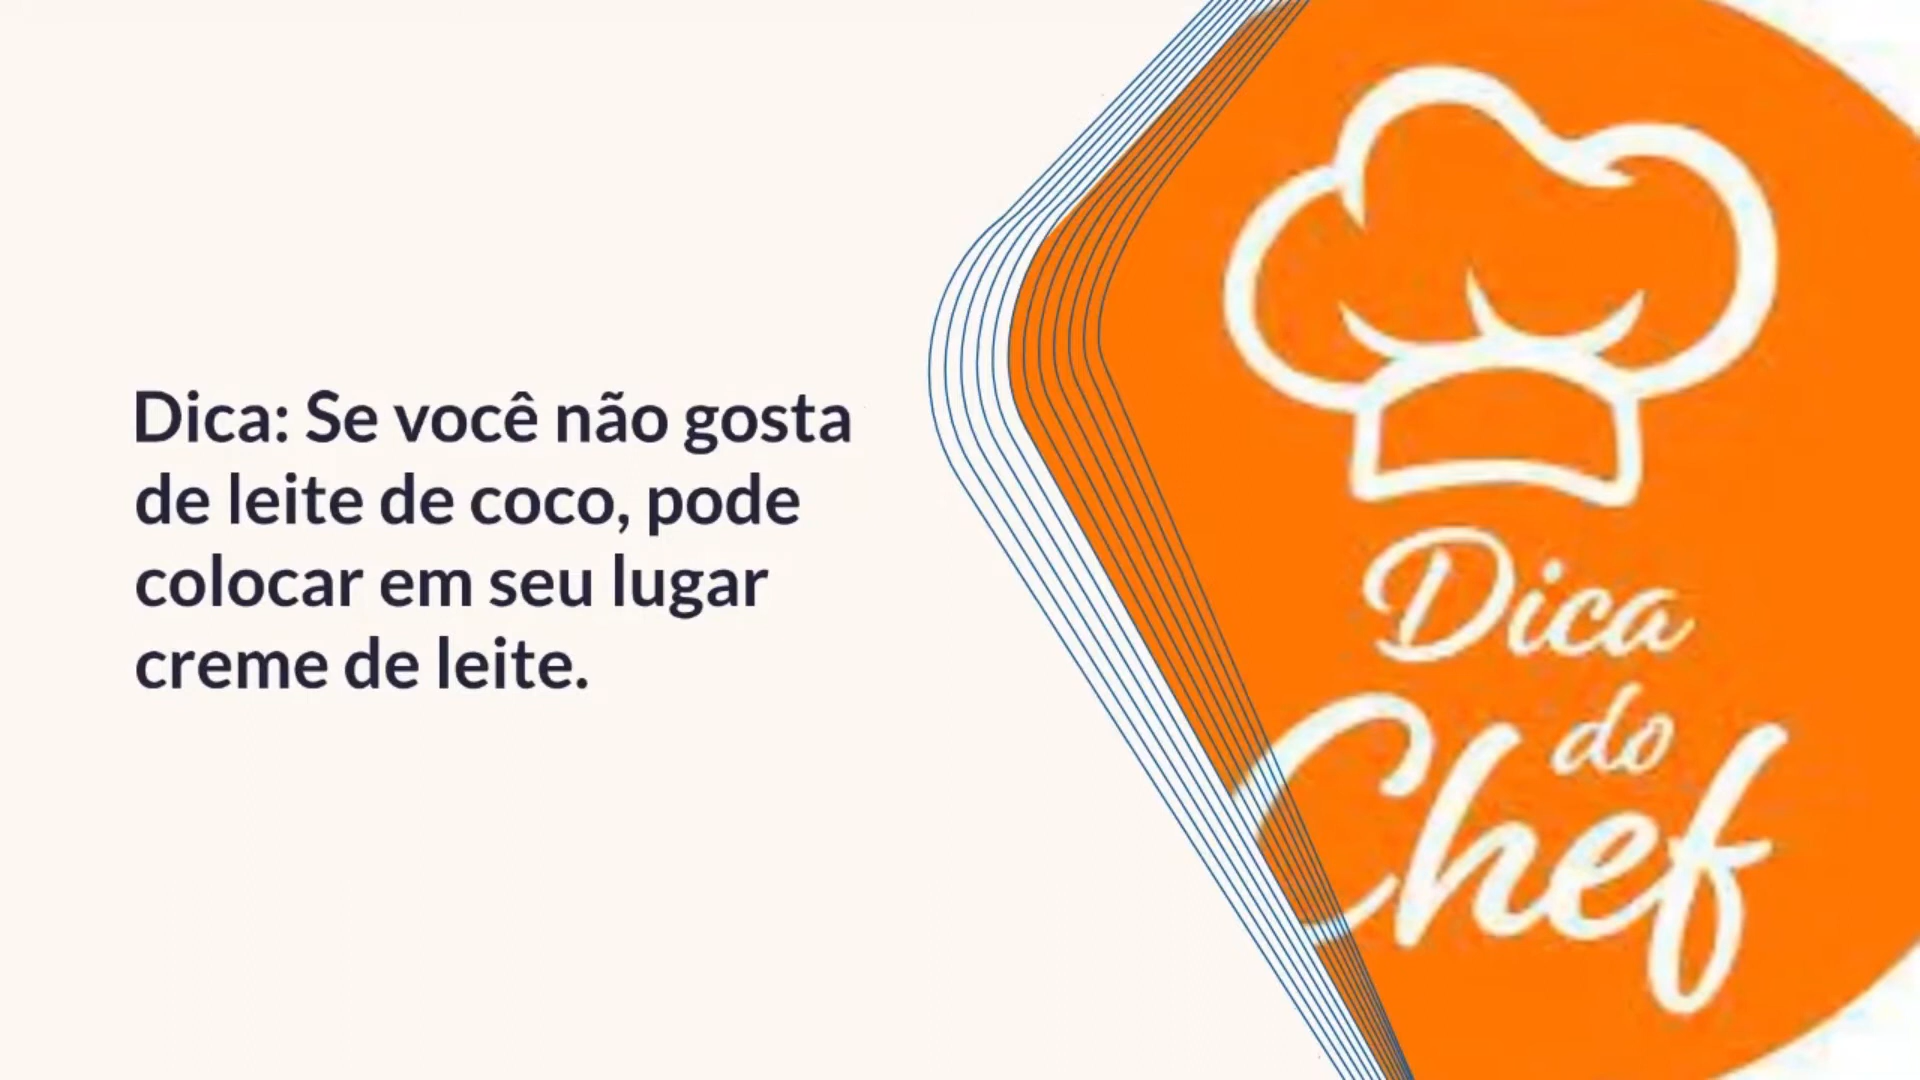 Dica: Se você não gosta
de leite de coco, pode
colocar em seu lugar
creme de leite.
Dica
do
Chef